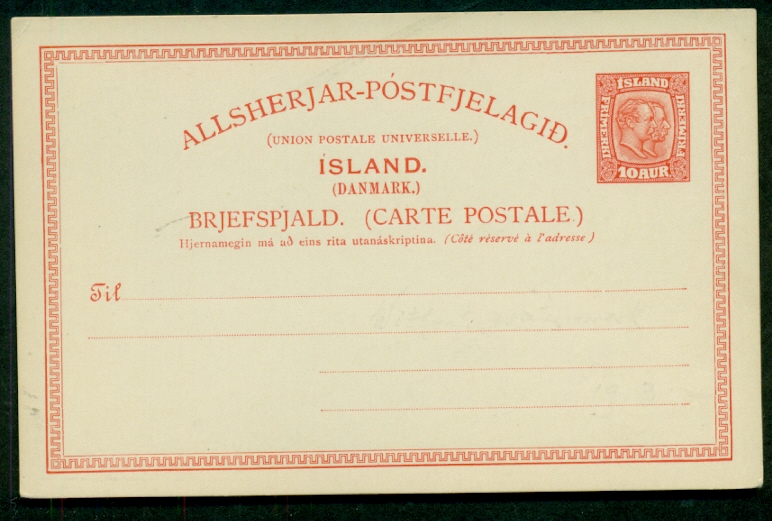 ALLSHERJAR-PÓSTFJELAGIÐ.
(UNION POSTALE UNIVERSELLE.)
ÍSLAND.
(DANMARK.)
BRJEFSPJALD. (CARTE POSTALE.)
Hjernamegin má að eins rita utanáskriptina. (Côté réservé à l'adresse)
Til
ÍSLAND
FRIMERKI
FRIMERKI
10 AUR